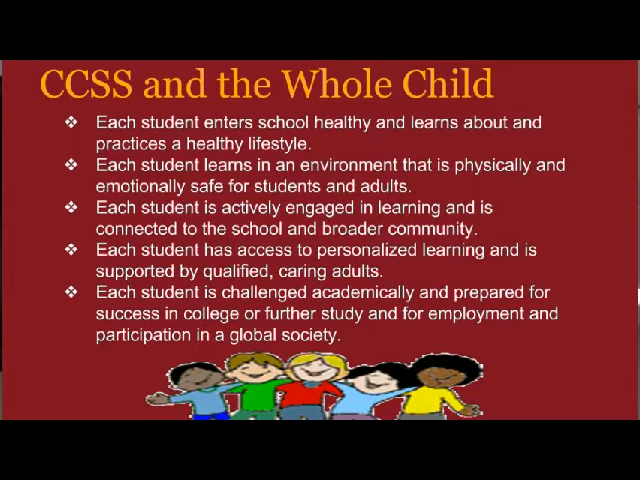 CCSS and the Whole Child
❖ Each student enters school healthy and learns about and
practices a healthy lifestyle.
❖ Each student learns in an environment that is physically and
emotionally safe for students and adults.
❖ Each student is actively engaged in learning and is
connected to the school and broader community.
❖ Each student has access to personalized learning and is
supported by qualified, caring adults.
❖ Each student is challenged academically and prepared for
success in college or further study and for employment and
participation in a global society.